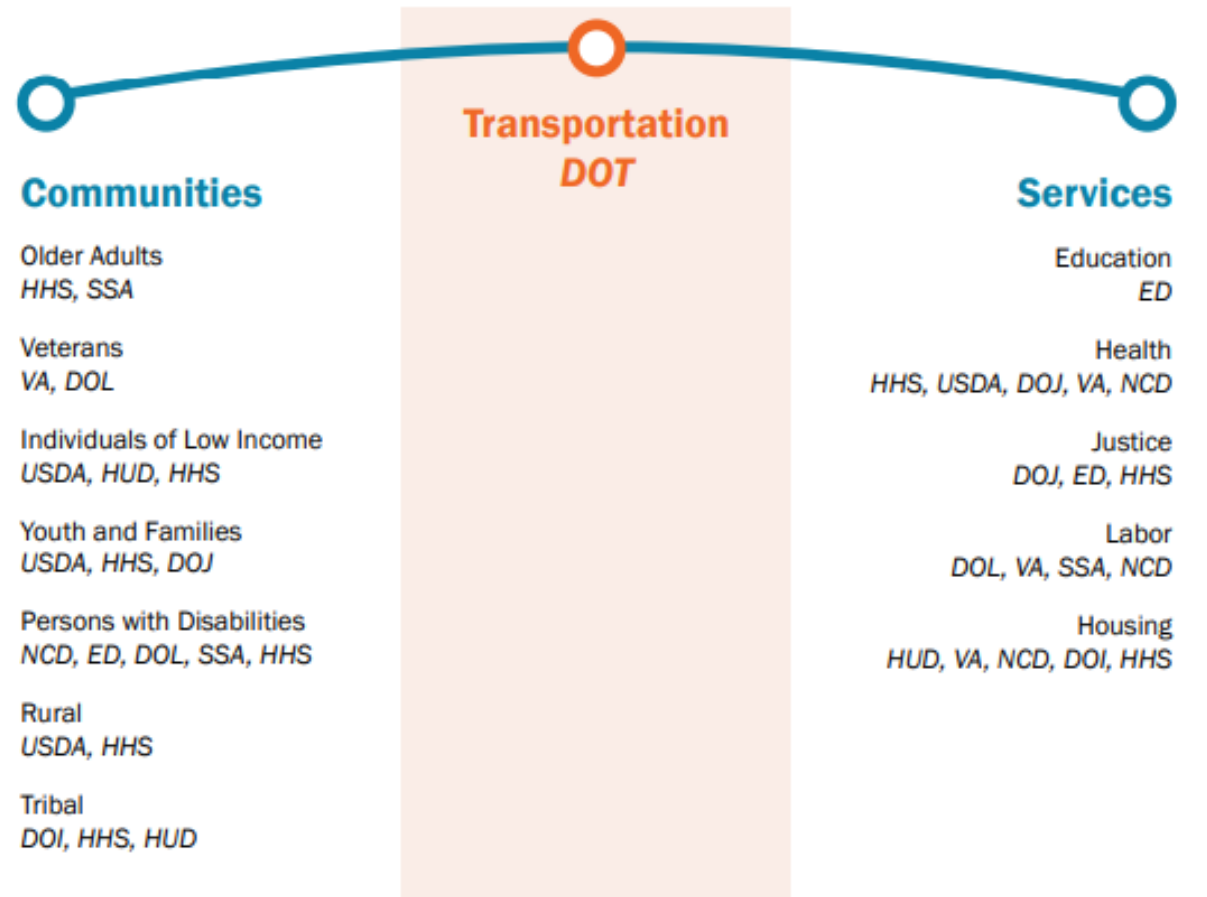 Transportation
DOT
Communities
Older Adults
HHS, SSA
Veterans
VA, DOL
Individuals of Low Income
USDA, HUD, HHS
Youth and Families
USDA, HHS, DOJ
Persons with Disabilities
NCD, ED, DOL, SSA, HHS
Rural
USDA, HHS
Tribal
DOI, HHS, HUD
Services
Education
ED
Health
HHS, USDA, DOJ, VA, NCD
Justice
DOJ, ED, HHS
Labor
DOL, VA, SSA, NCD
Housing
HUD, VA, NCD, DOI, HHS